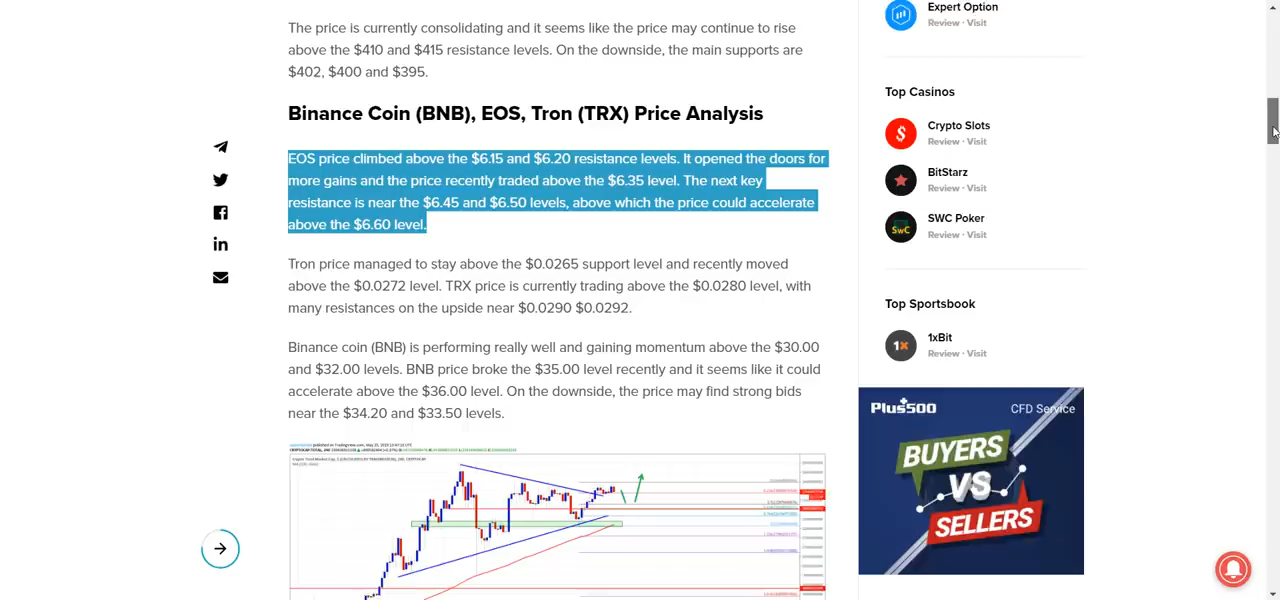 The price is currently consolidating and it seems like the price may continue to rise
above the $410 and $415 resistance levels. On the downside, the main supports are
$402, $400 and $395.
Binance Coin (BNB), EOS, Tron (TRX) Price Analysis
EOS price climbed above the $6.15 and $6.20 resistance levels. It opened the doors for
more gains and the price recently traded above the $6.35 level. The next key
resistance is near the $6.45 and $6.50 levels, above which the price could accelerate
above the $6.60 level.
Tron price managed to stay above the $0.0265 support level and recently moved
above the $0.0272 level. TRX price is currently trading above the $0.0280 level, with
many resistances on the upside near $0.0290 $0.0292.
Binance coin (BNB) is performing really well and gaining momentum above the $30.00
and $32.00 levels. BNB price broke the $35.00 level recently and it seems like it could
accelerate above the $36.00 level. On the downside, the price may find strong bids
near the $34.20 and $33.50 levels.
Expert Option
Review · Visit
Top Casinos
Crypto Slots
Review · Visit
BitStarz
Review · Visit
SWC Poker
Review · Visit
Top Sportsbook
1xBit
Review · Visit
Plus500
CFD Service
BUYERS
VS
SELLERS